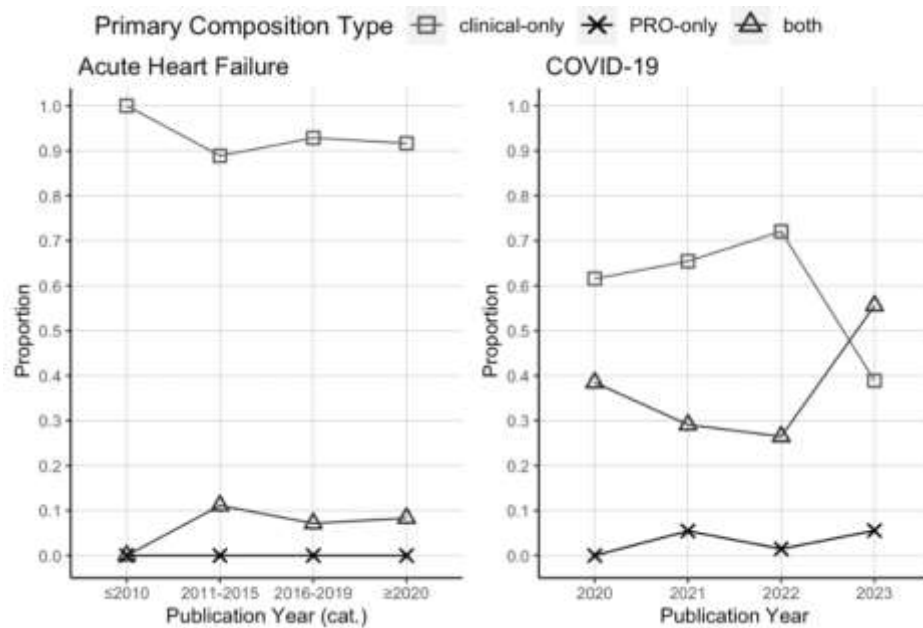 Primary Composition Type clinical-only PRO-only both
Acute Heart Failure
Proportion
1.0
0.9
0.8
0.7
0.6
0.5
0.4
0.3
0.2
0.1
0.0
≤2010 2011-2015 2016-2019 ≥2020
Publication Year (cat.)
COVID-19
Proportion
1.0
0.9
0.8
0.7
0.6
0.5
0.4
0.3
0.2
0.1
0.0
2020 2021 2022 2023
Publication Year